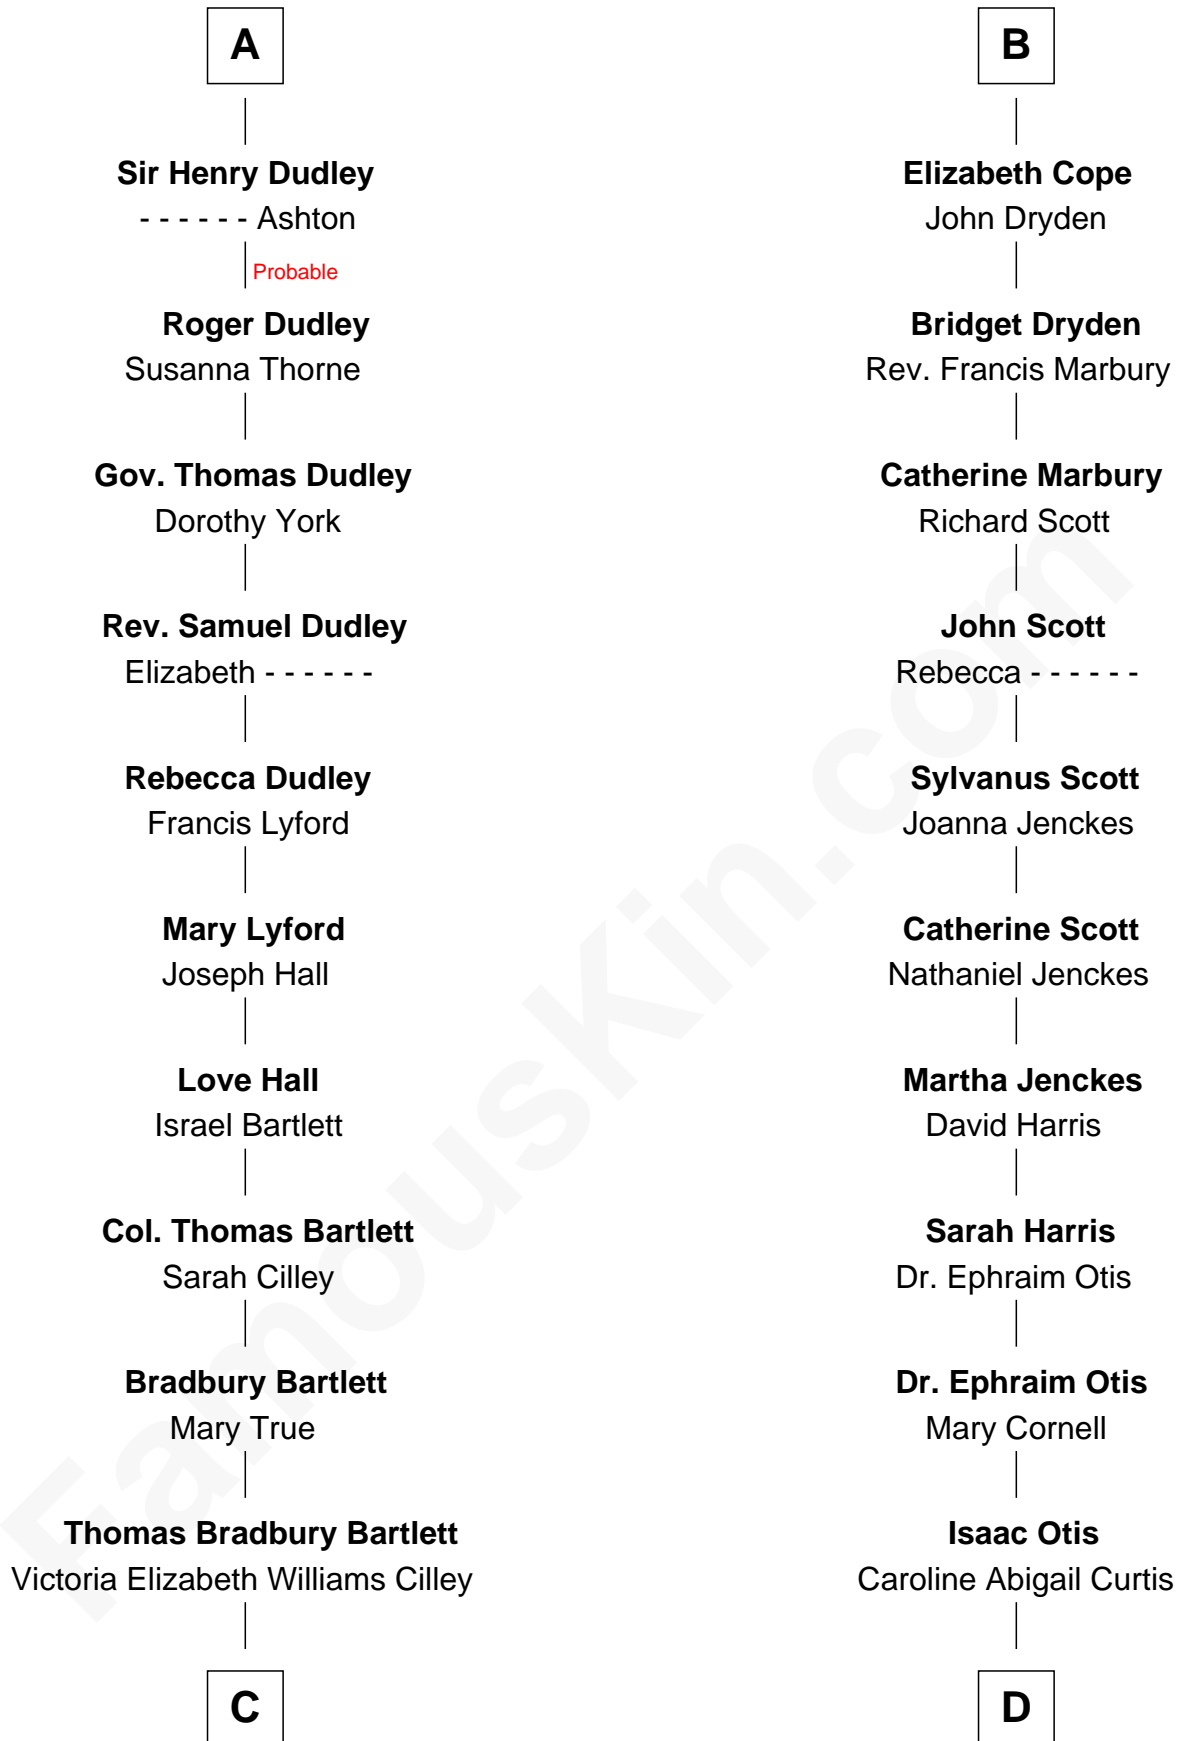 A
Sir Henry Dudley
- - - - - - Ashton
Probable
Roger Dudley
Susanna Thorne
Gov. Thomas Dudley
Dorothy York
Rev. Samuel Dudley
Elizabeth - - - - - -
Rebecca Dudley
Francis Lyford
Mary Lyford
Joseph Hall
Love Hall
Israel Bartlett
Col. Thomas Bartlett
Sarah Cilley
Bradbury Bartlett
Mary True
Thomas Bradbury Bartlett
Victoria Elizabeth Williams Cilley
C
B
Elizabeth Cope
John Dryden
Bridget Dryden
Rev. Francis Marbury
Catherine Marbury
Richard Scott
John Scott
Rebecca - - - - - -
Sylvanus Scott
Joanna Jenckes
Catherine Scott
Nathaniel Jenckes
Martha Jenckes
David Harris
Sarah Harris
Dr. Ephraim Otis
Dr. Ephraim Otis
Mary Cornell
Isaac Otis
Caroline Abigail Curtis
D
FamousKin.com